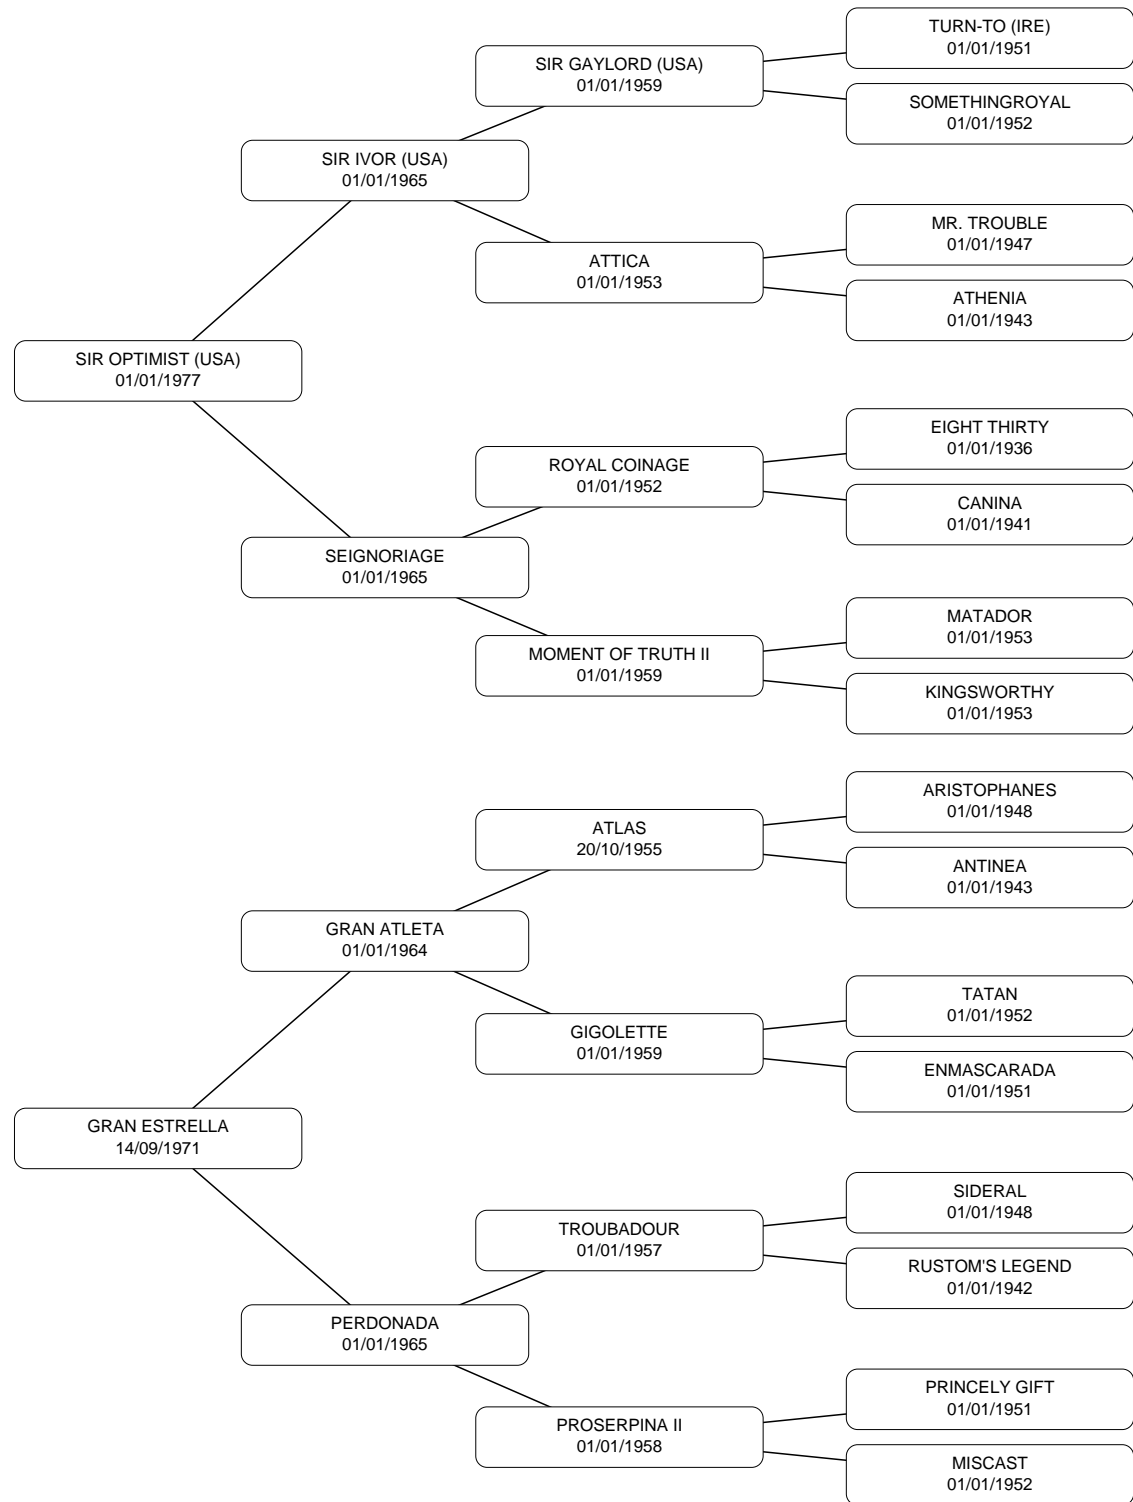 TURN-TO (IRE)
01/01/1951
SIR GAYLORD (USA)
01/01/1959
SOMETHINGROYAL
01/01/1952
SIR IVOR (USA)
01/01/1965
MR. TROUBLE
01/01/1947
ATTICA
01/01/1953
ATHENIA
01/01/1943
SIR OPTIMIST (USA)
01/01/1977
EIGHT THIRTY
01/01/1936
ROYAL COINAGE
01/01/1952
CANINA
01/01/1941
SEIGNORIAGE
01/01/1965
MATADOR
01/01/1953
MOMENT OF TRUTH II
01/01/1959
KINGSWORTHY
01/01/1953
ARISTOPHANES
01/01/1948
ATLAS
20/10/1955
ANTINEA
01/01/1943
GRAN ATLETA
01/01/1964
TATAN
01/01/1952
GIGOLETTE
01/01/1959
ENMASCARADA
01/01/1951
GRAN ESTRELLA
14/09/1971
SIDERAL
01/01/1948
TROUBADOUR
01/01/1957
RUSTOM'S LEGEND
01/01/1942
PERDONADA
01/01/1965
PRINCELY GIFT
01/01/1951
PROSERPINA II
01/01/1958
MISCAST
01/01/1952